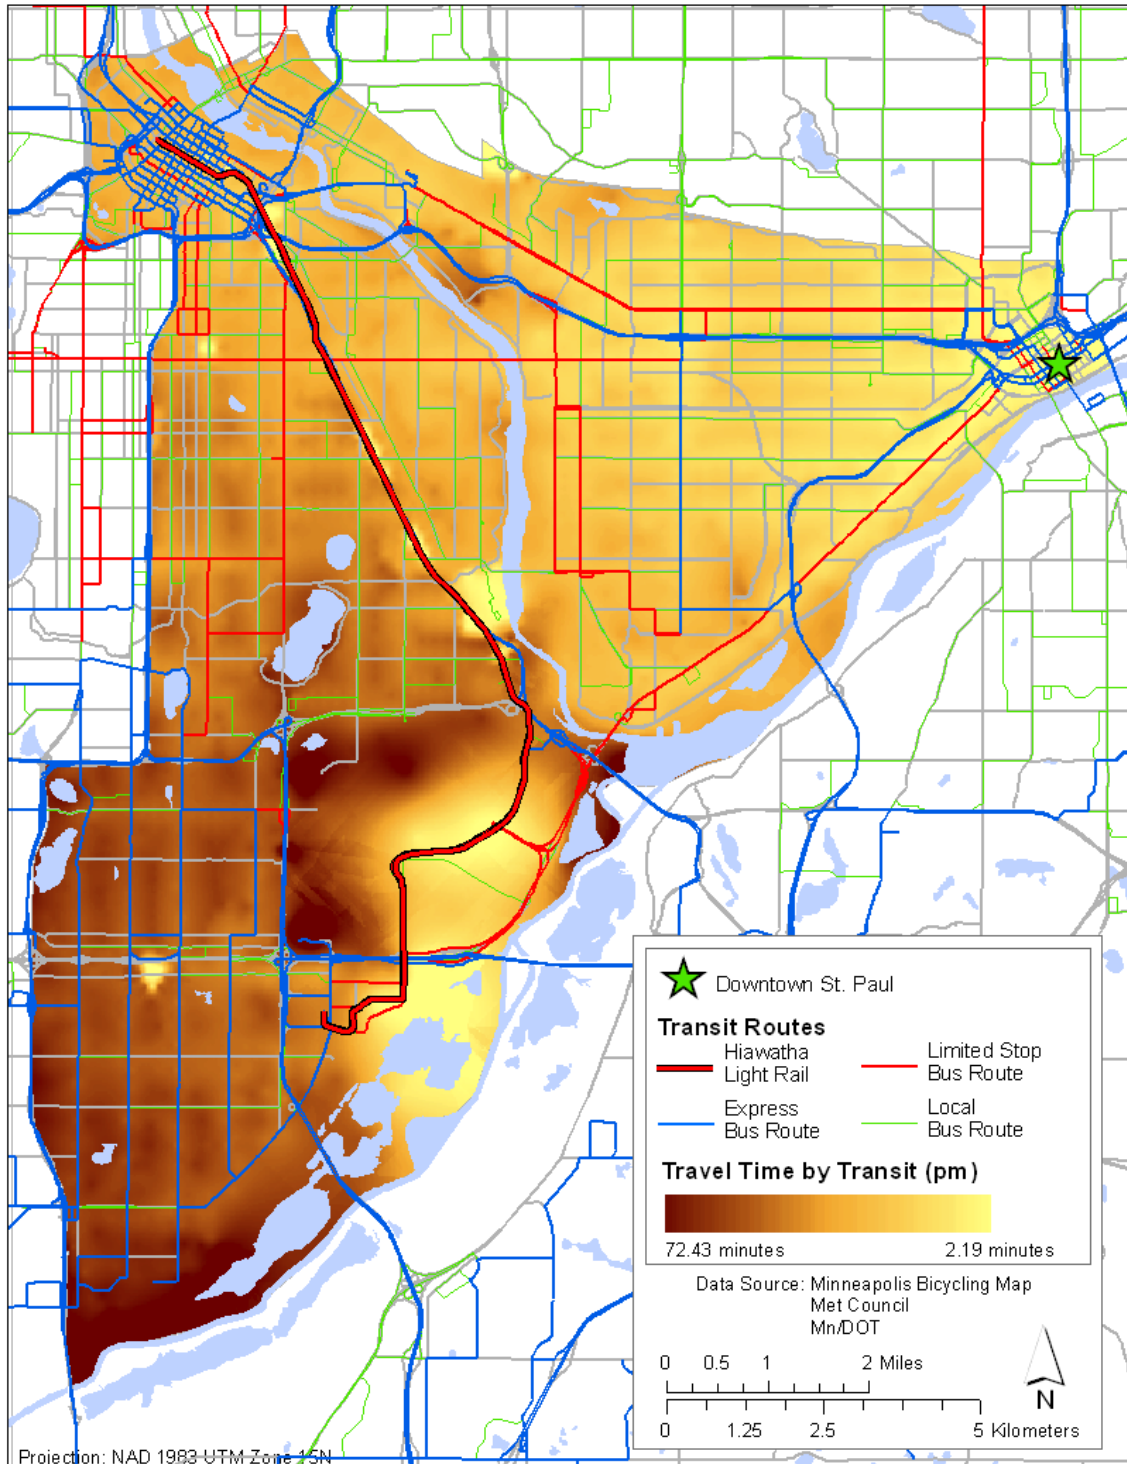 Downtown St. Paul
Transit Routes
Hiawatha
Light Rail
Limited Stop
Bus Route
Express
Bus Route
Local
Bus Route
Travel Time by Transit (pm)
72.43 minutes 2.19 minutes
Data Source: Minneapolis Bicycling Map
Met Council
Mn/DOT
0 0.5 1 2 Miles
0 1.25 2.5 5 Kilometers
N
Projection: NAD 1983 UTM Zone 15N